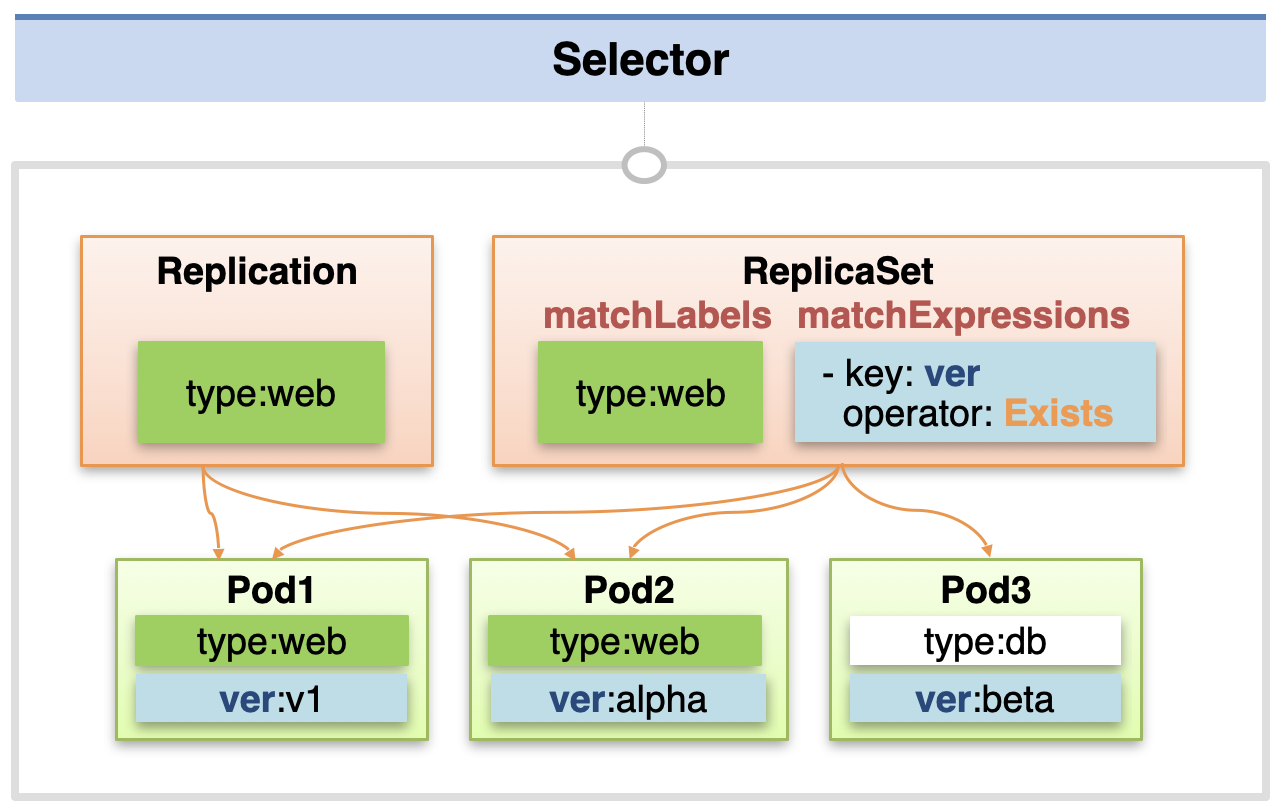 Selector
Replication
type:web
ReplicaSet
matchLabels matchExpressions
type:web
- key: ver
operator: Exists
Pod1
type:web
ver:v1
Pod2
type:web
ver:alpha
Pod3
type:db
ver:beta